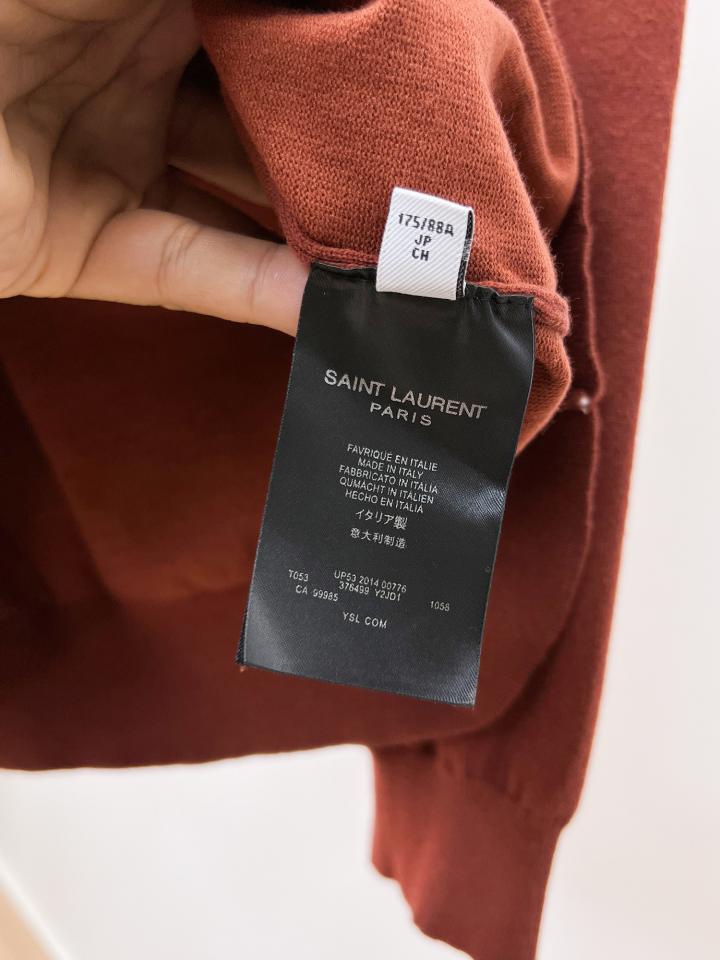 175/88A
JP
CH
SAINT LAURENT
PARIS
FAVRIQUÉ EN ITALIE
MADE IN ITALY
FABBRICATO IN ITALIA
QUMACHT IN ITALIEN
HECHO EN ITALIA
イタリア製
意大利制造
T053 UP53 2014 00776
376499 Y2JD1 1058
CA 99985
YSL COM